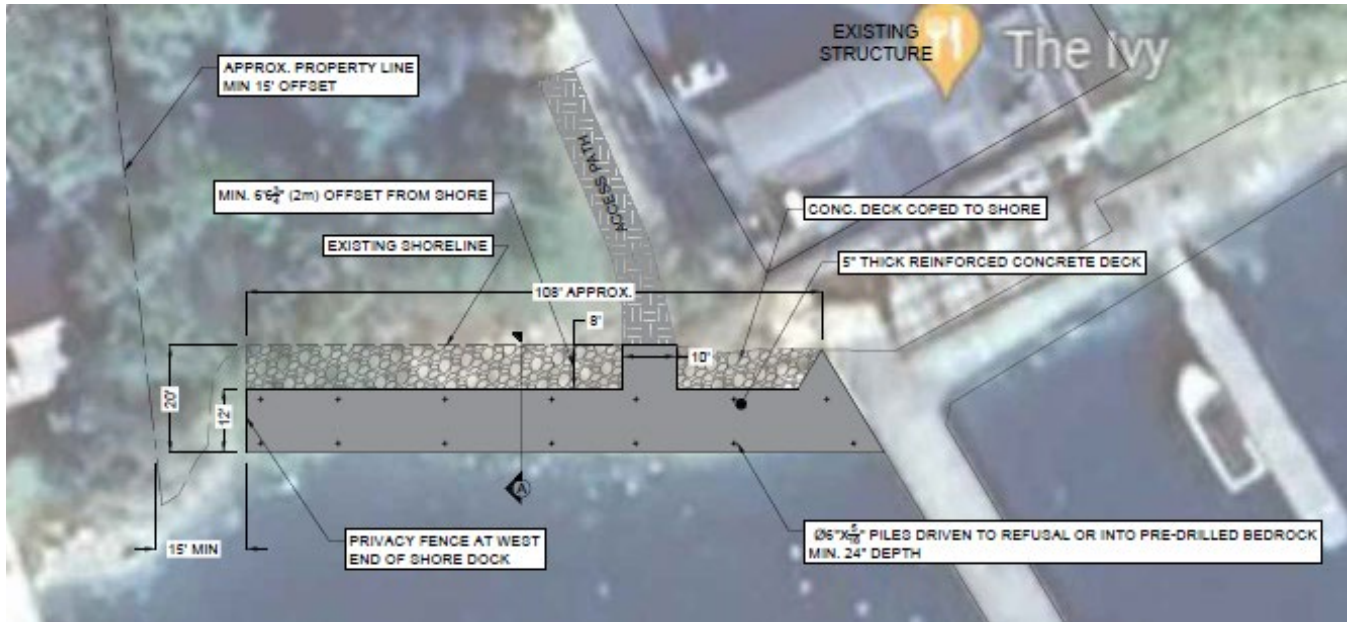 EXISTING
STRUCTURE
The Ivy
APPROX. PROPERTY LINE
MIN 15' OFFSET
ACCESS PATH
MIN. 6'6¾" (2m) OFFSET FROM SHORE
CONC. DECK COPED TO SHORE
EXISTING SHORELINE
5" THICK REINFORCED CONCRETE DECK
108' APPROX.
8'
10'
20'
12'
A
15' MIN
PRIVACY FENCE AT WEST
END OF SHORE DOCK
PILES DRIVEN TO REFUSAL OR INTO PRE-DRILLED BEDROCK
MIN. 24" DEPTH